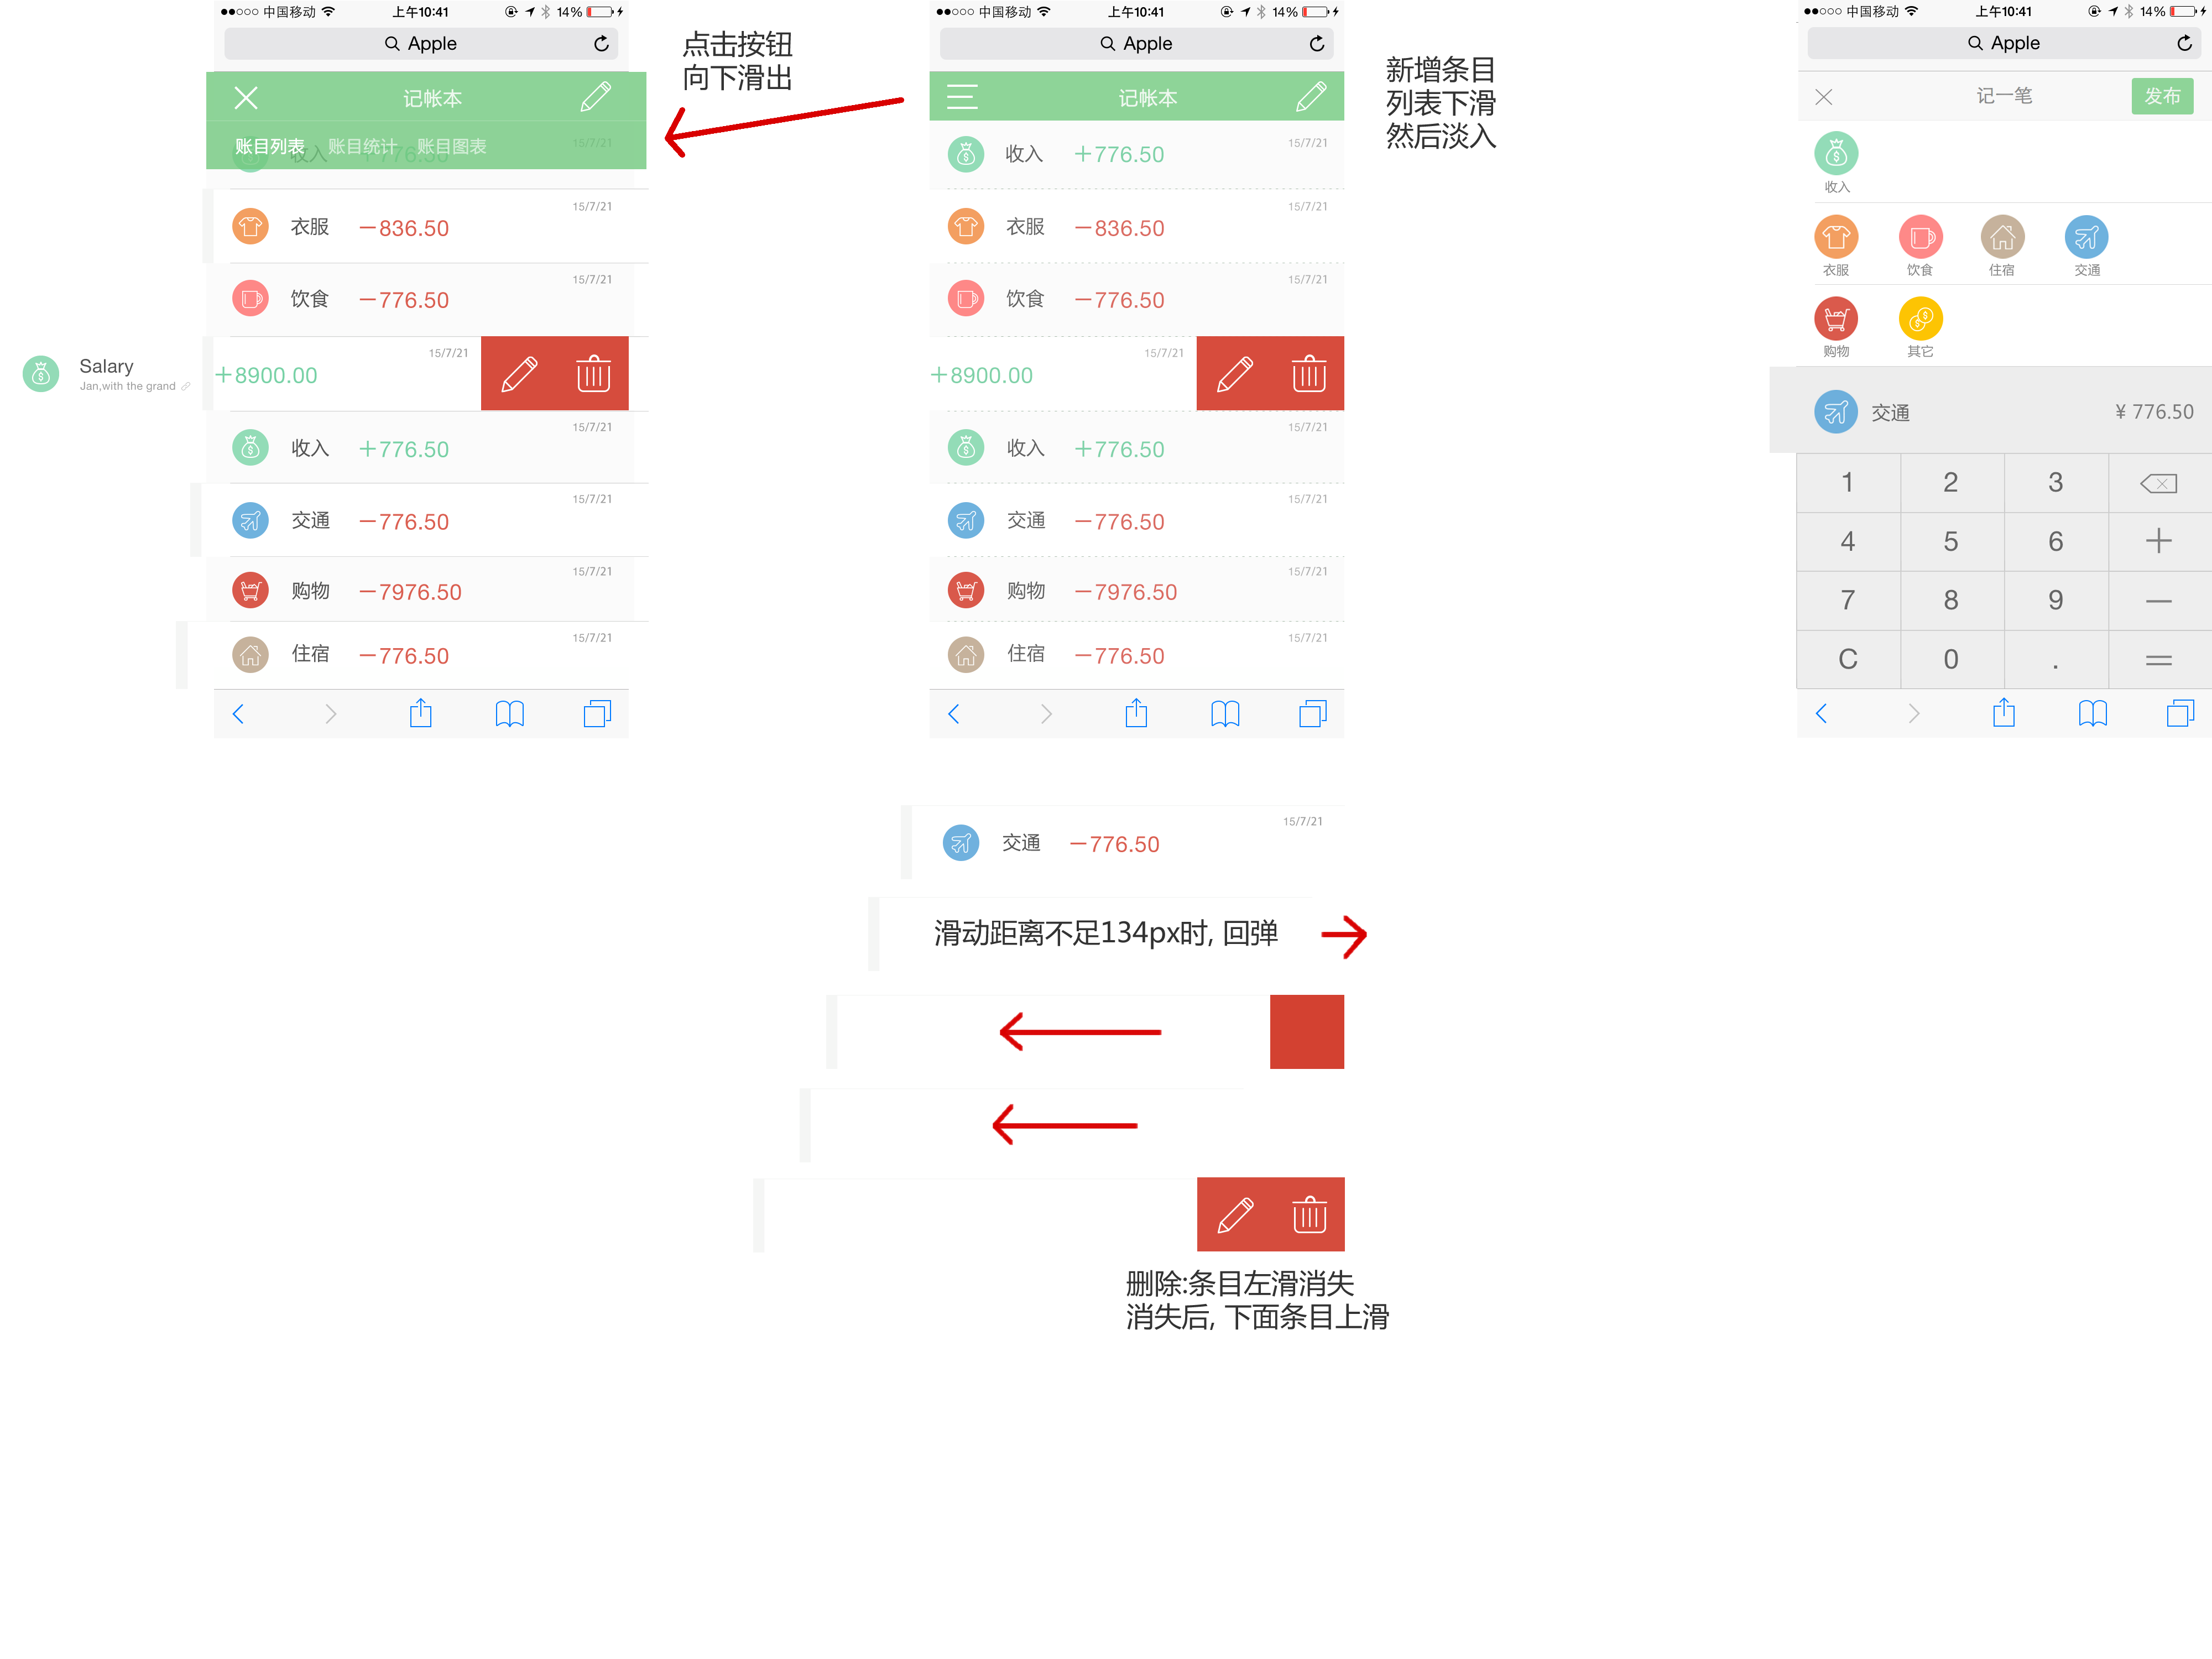 中国移动 上午10:41 14%
Apple
记帐本
账目列表 账目统计 账目图表
收入 +776.50 15/7/21
衣服 −836.50 15/7/21
饮食 −776.50 15/7/21
Salary
Jan,with the grand
+8900.00 15/7/21
收入 +776.50 15/7/21
交通 −776.50 15/7/21
购物 −7976.50 15/7/21
住宿 −776.50 15/7/21
点击按钮
向下滑出
中国移动 上午10:41 14%
Apple
记帐本
收入 +776.50 15/7/21
衣服 −836.50 15/7/21
饮食 −776.50 15/7/21
+8900.00 15/7/21
收入 +776.50 15/7/21
交通 −776.50 15/7/21
购物 −7976.50 15/7/21
住宿 −776.50 15/7/21
新增条目
列表下滑
然后淡入
中国移动 上午10:41 14%
Apple
记一笔 发布
收入
衣服 饮食 住宿 交通
购物 其它
交通 ¥ 776.50
1 2 3
4 5 6 +
7 8 9 −
C 0 . =
交通 −776.50 15/7/21
滑动距离不足134px时, 回弹
删除:条目左滑消失
消失后, 下面条目上滑